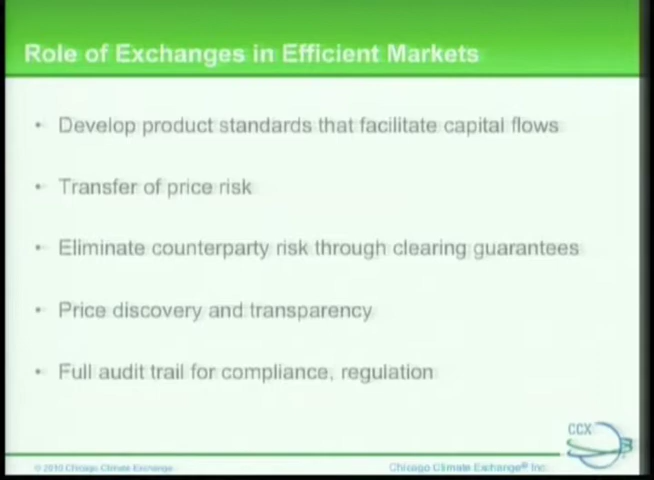 Role of Exchanges in Efficient Markets
• Develop product standards that facilitate capital flows
• Transfer of price risk
• Eliminate counterparty risk through clearing guarantees
• Price discovery and transparency
• Full audit trail for compliance, regulation
CCX
© 2010 Chicago Climate Exchange
Chicago Climate Exchange® Inc.